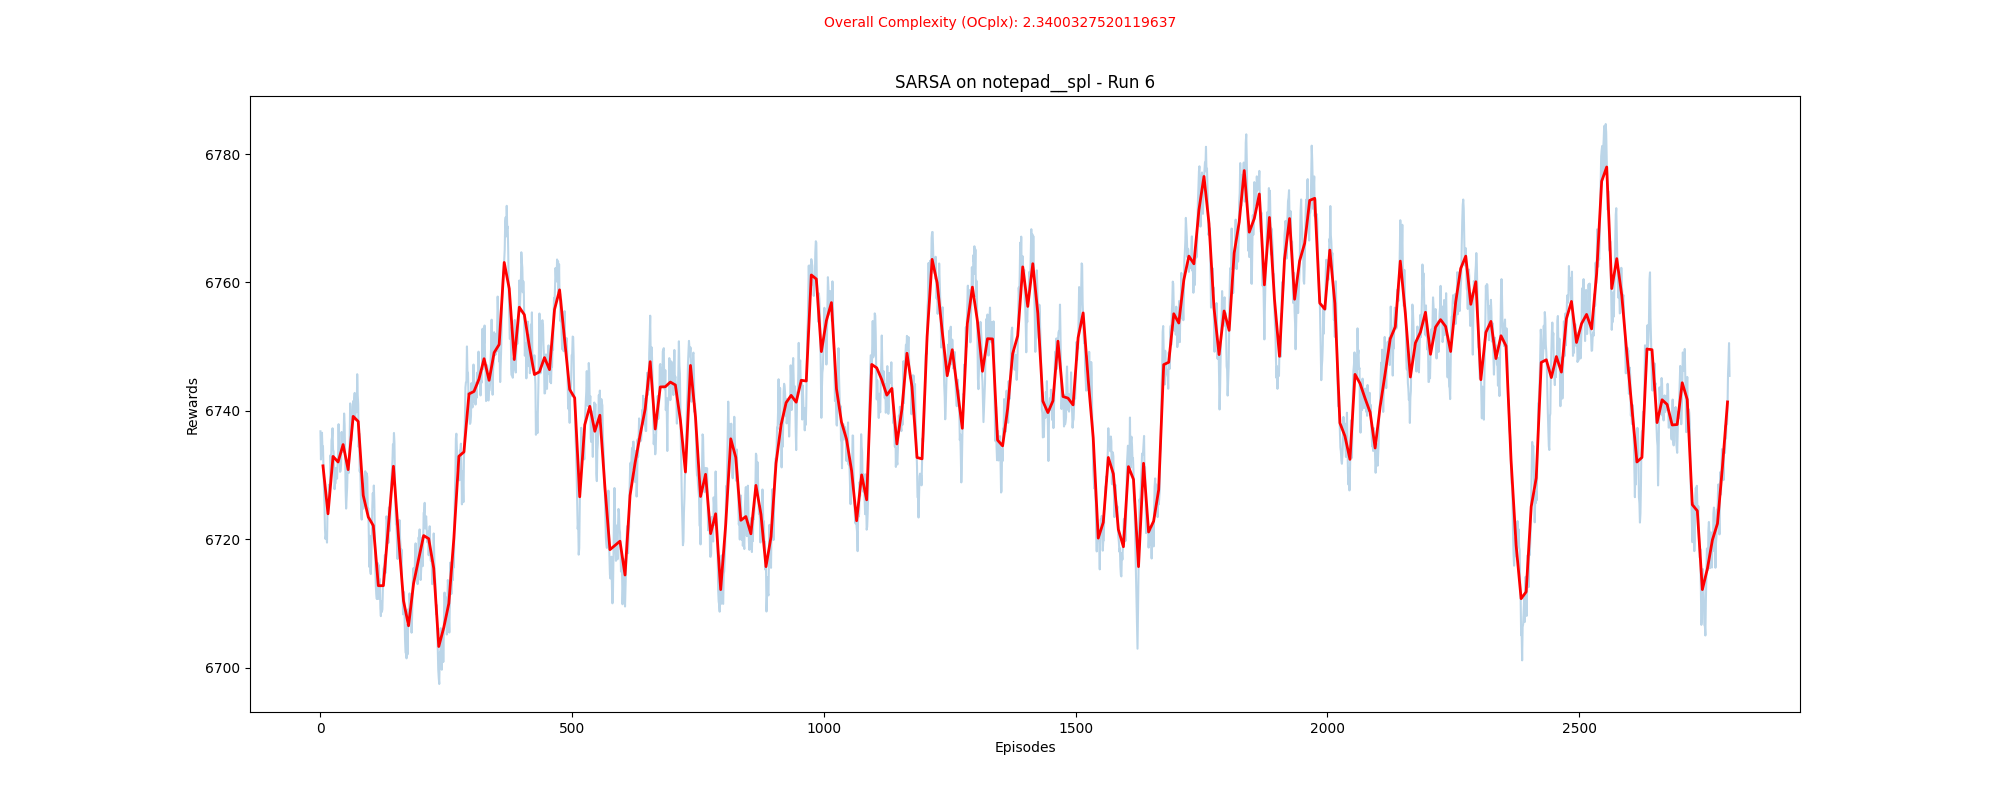 Overall Complexity (OCplx): 2.3400327520119637
SARSA on notepad__spl - Run 6
6780
6760
6740
6720
6700
Rewards
0 500 1000 1500 2000 2500
Episodes